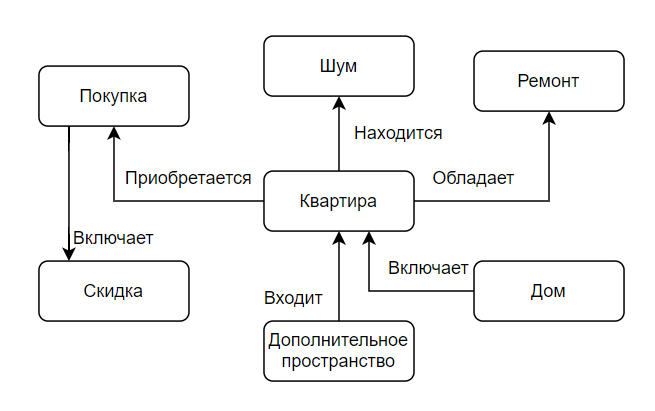 Шум
Ремонт
Покупка
Находится
Приобретается
Обладает
Квартира
Включает
Включает
Скидка
Дом
Входит
Дополнительное
пространство